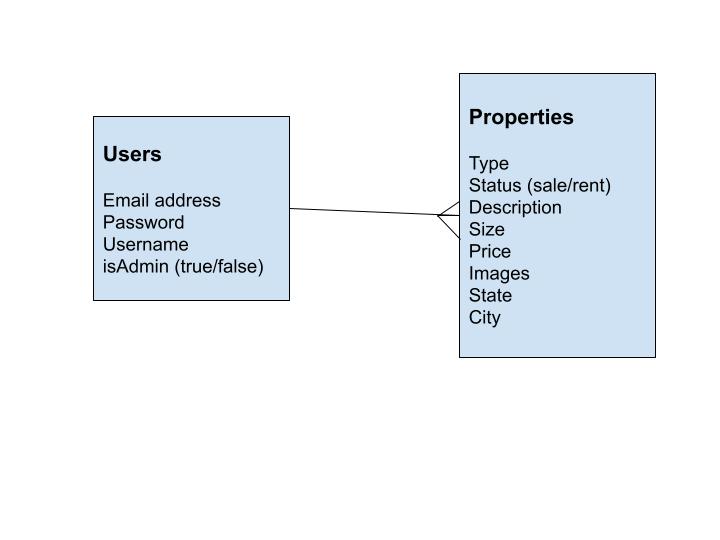 Users
Email address
Password
Username
isAdmin (true/false)
Properties
Type
Status (sale/rent)
Description
Size
Price
Images
State
City